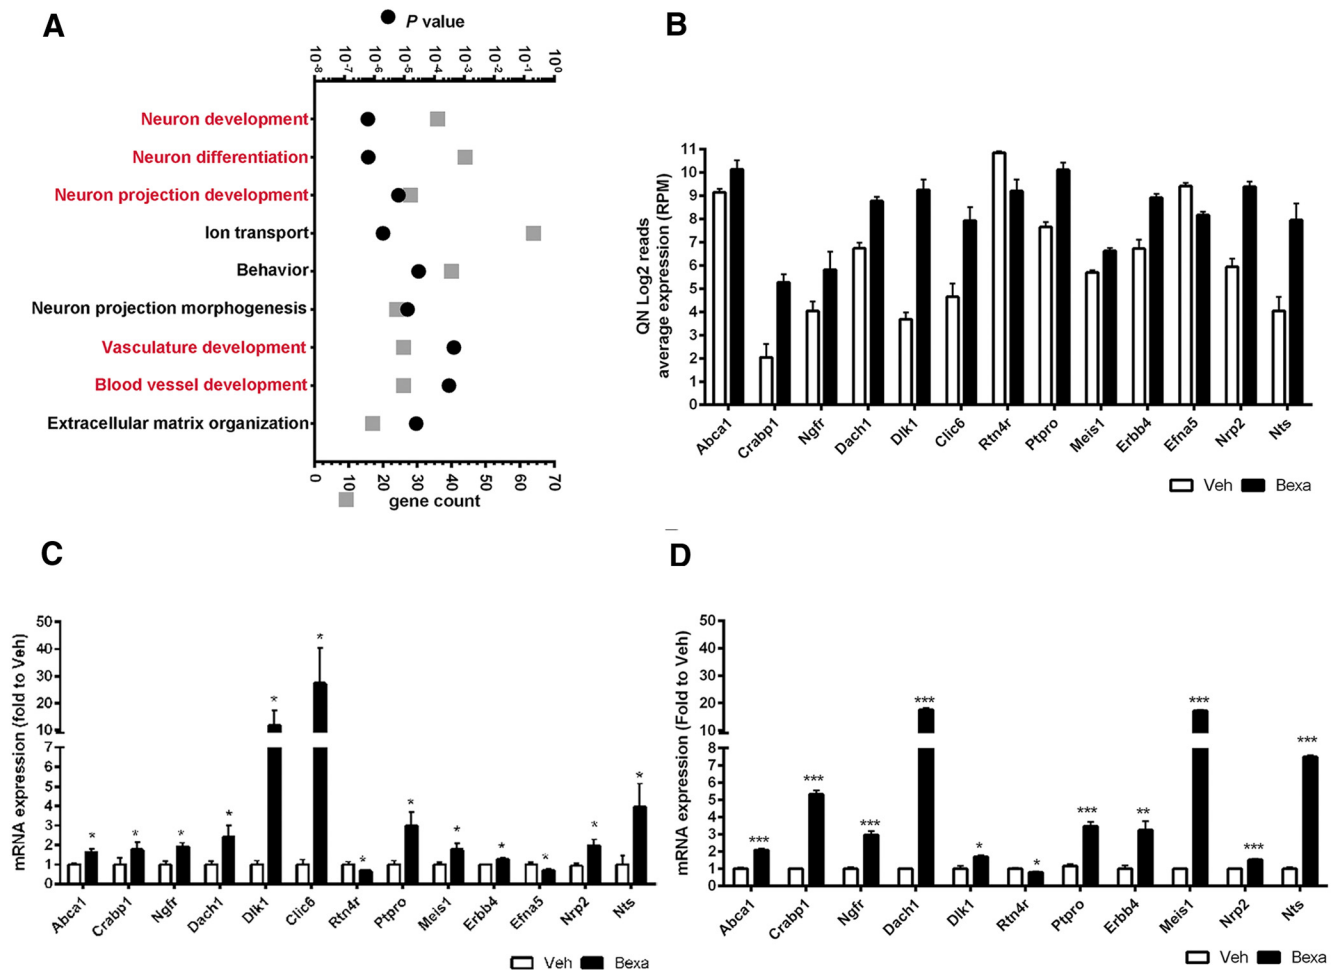 A
P value
10-8 10-7 10-6 10-5 10-4 10-3 10-2 10-1 100
Neuron development
Neuron differentiation
Neuron projection development
Ion transport
Behavior
Neuron projection morphogenesis
Vasculature development
Blood vessel development
Extracellular matrix organization
0 10 20 30 40 50 60 70
gene count
B
QN Log2 reads
average expression (RPM)
11
10
9
8
7
6
5
4
3
2
1
0
Abca1 Crabp1 Ngfr Dach1 Dlk1 Clic6 Rtn4r Ptpro Meis1 Erbb4 Efna5 Nrp2 Nts
Veh Bexa
C
mRNA expression (fold to Veh)
50
40
30
20
10
7
6
5
4
3
2
1
0
* * * * * * * * * * * * *
Abca1 Crabp1 Ngfr Dach1 Dlk1 Clic6 Rtn4r Ptpro Meis1 Erbb4 Efna5 Nrp2 Nts
Veh Bexa
D
mRNA expression (Fold to Veh)
50
40
30
20
10
8
7
6
5
4
3
2
1
0
*** *** *** *** * * *** ** *** *** ***
Abca1 Crabp1 Ngfr Dach1 Dlk1 Rtn4r Ptpro Erbb4 Meis1 Nrp2 Nts
Veh Bexa